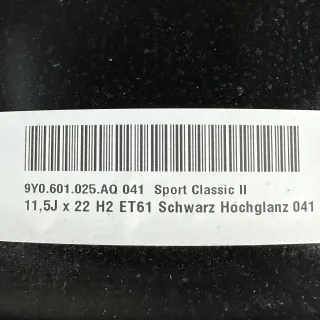 9Y0.601.025.AQ 041 Sport Classic II
11,5J x 22 H2 ET61 Schwarz Hochglanz 041